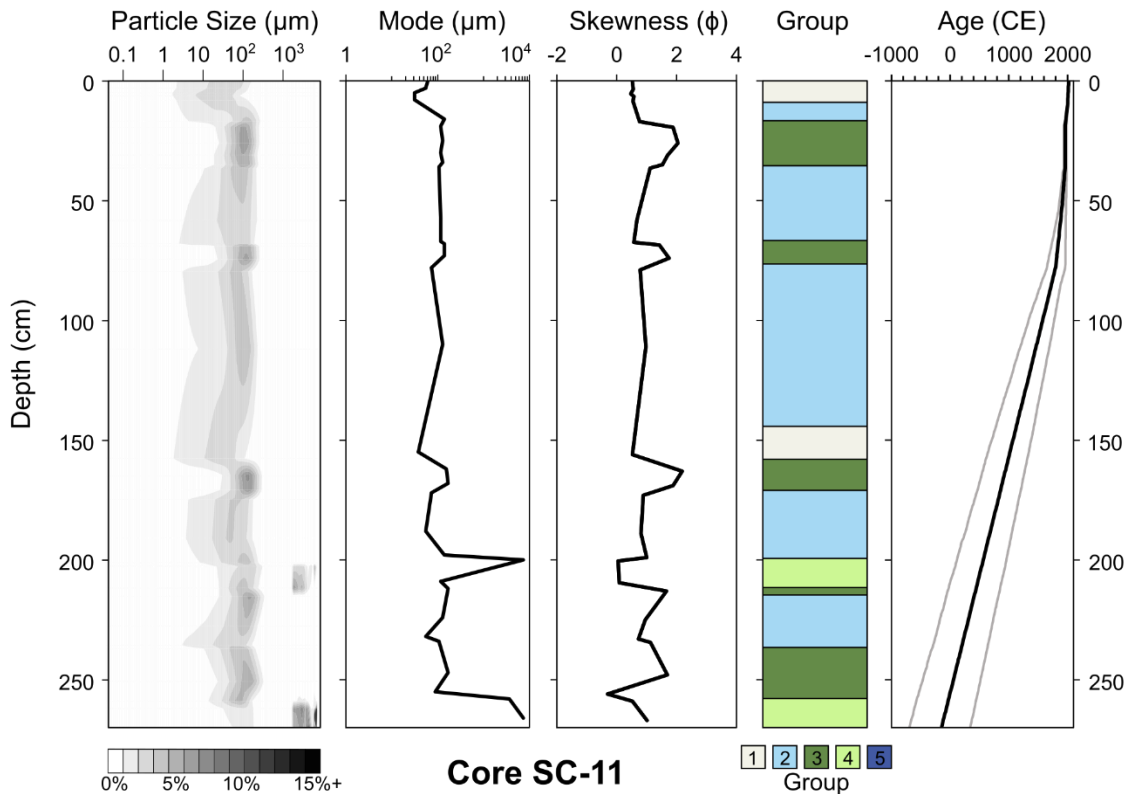 Particle Size (µm) Mode (µm) Skewness (ϕ) Group Age (CE)
0.1 1 10 10² 10³ 1 10² 10⁴ -2 0 2 4 -1000 0 1000 2000
0 0
50 50
100 100
150 150
200 200
250 250
Depth (cm)
0% 5% 10% 15%+
Core SC-11
1 2 3 4 5
Group